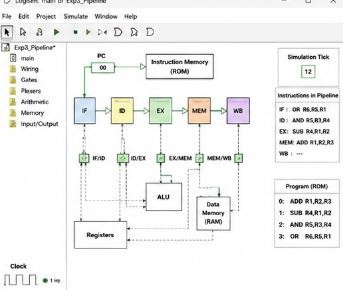 Logisim: main of Exp3_Pipeline
File Edit Project Simulate Window Help
Exp3_Pipeline*
main
Wiring
Gates
Plexers
Arithmetic
Memory
Input/Output
PC
00
Instruction Memory
(ROM)
IF
ID
EX
MEM
WB
IF/ID
ID/EX
EX/MEM
MEM/WB
ALU
Registers
Data
Memory
(RAM)
Simulation Tick
12
Instructions in Pipeline
IF : OR R6,R5,R1
ID : AND R5,R3,R4
EX: SUB R4,R1,R2
MEM: ADD R1,R2,R3
WB : ---
Program (ROM)
0: ADD R1,R2,R3
1: SUB R4,R1,R2
2: AND R5,R3,R4
3: OR R6,R5,R1
Clock
1 Hz